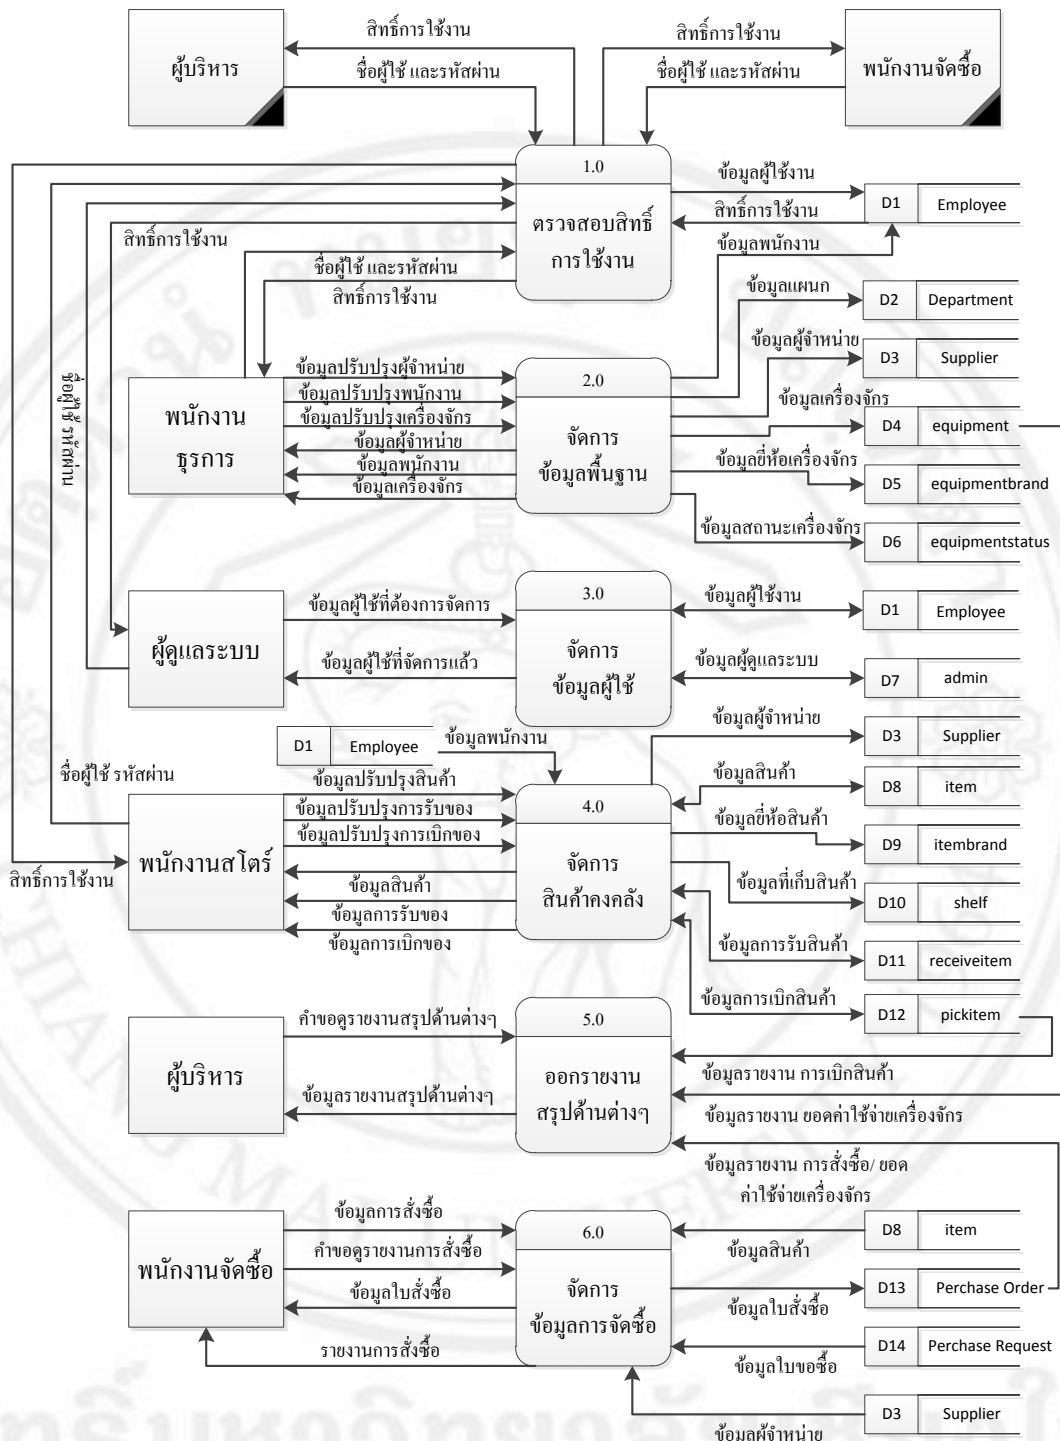 สิทธิ์การใช้งาน
สิทธิ์การใช้งาน
ผู้บริหาร
ชื่อผู้ใช้ และรหัสผ่าน
ชื่อผู้ใช้ และรหัสผ่าน
พนักงานจัดซื้อ
1.0
ตรวจสอบสิทธิ์
การใช้งาน
ข้อมูลผู้ใช้งาน
D1 Employee
สิทธิ์การใช้งาน
สิทธิ์การใช้งาน
ข้อมูลพนักงาน
ชื่อผู้ใช้ และรหัสผ่าน
สิทธิ์การใช้งาน
ข้อมูลแผนก
D2 Department
ข้อมูลผู้จำหน่าย
D3 Supplier
ชื่อผู้ใช้ รหัสผ่าน
พนักงาน
ธุรการ
ข้อมูลปรับปรุงผู้จำหน่าย
ข้อมูลปรับปรุงพนักงาน
ข้อมูลปรับปรุงเครื่องจักร
ข้อมูลผู้จำหน่าย
ข้อมูลพนักงาน
ข้อมูลเครื่องจักร
2.0
จัดการ
ข้อมูลพื้นฐาน
ข้อมูลเครื่องจักร
D4 equipment
ข้อมูลยี่ห้อเครื่องจักร
D5 equipmentbrand
ข้อมูลสถานะเครื่องจักร
D6 equipmentstatus
ผู้ดูแลระบบ
ข้อมูลผู้ใช้ที่ต้องการจัดการ
ข้อมูลผู้ใช้ที่จัดการแล้ว
3.0
จัดการ
ข้อมูลผู้ใช้
ข้อมูลผู้ใช้งาน
D1 Employee
ข้อมูลผู้ดูแลระบบ
D7 admin
D1 Employee
ข้อมูลพนักงาน
ข้อมูลผู้จำหน่าย
D3 Supplier
ชื่อผู้ใช้ รหัสผ่าน
พนักงานสโตร์
สิทธิ์การใช้งาน
ข้อมูลปรับปรุงสินค้า
ข้อมูลปรับปรุงการรับของ
ข้อมูลปรับปรุงการเบิกของ
ข้อมูลสินค้า
ข้อมูลการรับของ
ข้อมูลการเบิกของ
4.0
จัดการ
สินค้าคงคลัง
ข้อมูลสินค้า
D8 item
ข้อมูลยี่ห้อสินค้า
D9 itembrand
ข้อมูลที่เก็บสินค้า
D10 shelf
ข้อมูลการรับสินค้า
D11 receiveitem
ข้อมูลการเบิกสินค้า
D12 pickitem
ผู้บริหาร
คำขอดูรายงานสรุปด้านต่างๆ
ข้อมูลรายงานสรุปด้านต่างๆ
5.0
ออกรายงาน
สรุปด้านต่างๆ
ข้อมูลรายงาน การเบิกสินค้า
ข้อมูลรายงาน ยอดค่าใช้จ่ายเครื่องจักร
ข้อมูลรายงาน การสั่งซื้อ/ ยอด
ค่าใช้จ่ายเครื่องจักร
พนักงานจัดซื้อ
ข้อมูลการสั่งซื้อ
คำขอดูรายงานการสั่งซื้อ
ข้อมูลใบสั่งซื้อ
รายงานการสั่งซื้อ
6.0
จัดการ
ข้อมูลการจัดซื้อ
D8 item
ข้อมูลสินค้า
D13 Perchase Order
ข้อมูลใบสั่งซื้อ
D14 Perchase Request
ข้อมูลใบขอซื้อ
D3 Supplier
ข้อมูลผู้จำหน่าย